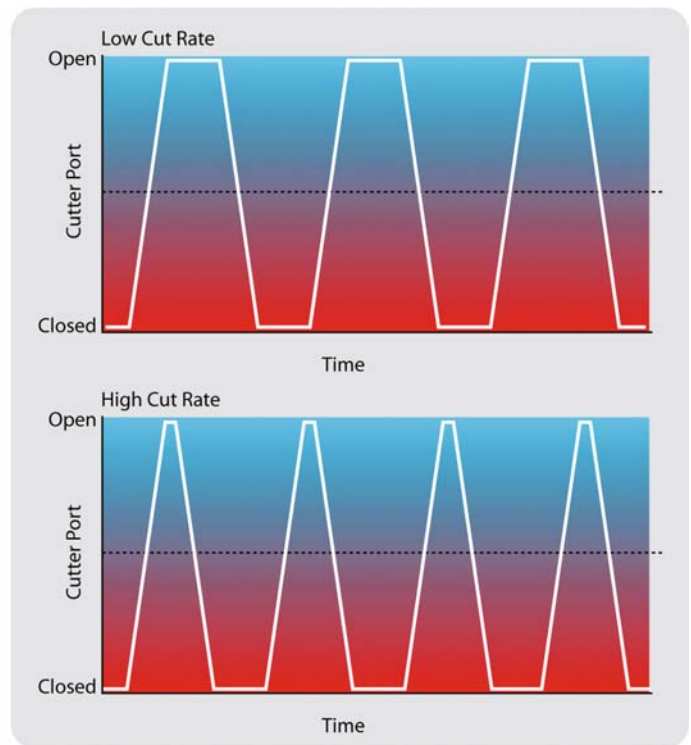 Low Cut Rate
Open
Cutter Port
Closed
Time
High Cut Rate
Open
Cutter Port
Closed
Time